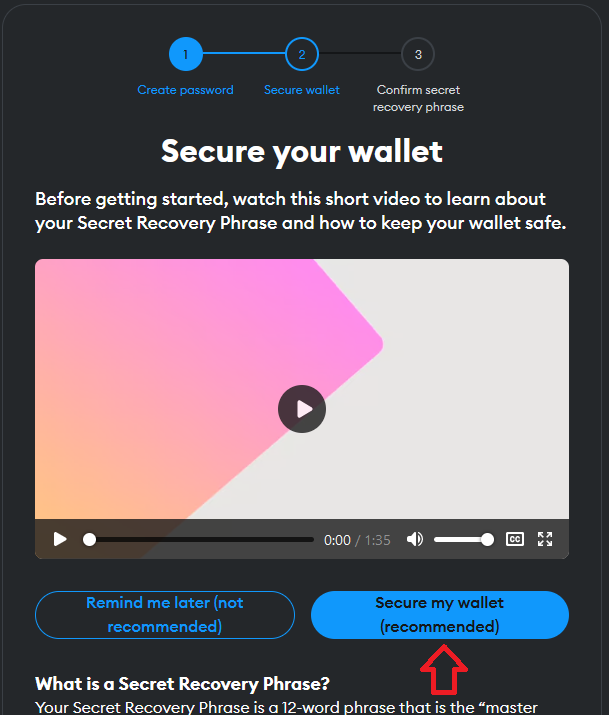 1
2
3
Create password
Secure wallet
Confirm secret
recovery phrase
Secure your wallet
Before getting started, watch this short video to learn about
your Secret Recovery Phrase and how to keep your wallet safe.
0:00 / 1:35
CC
Remind me later (not
recommended)
Secure my wallet
(recommended)
What is a Secret Recovery Phrase?
Your Secret Recovery Phrase is a 12-word phrase that is the “master